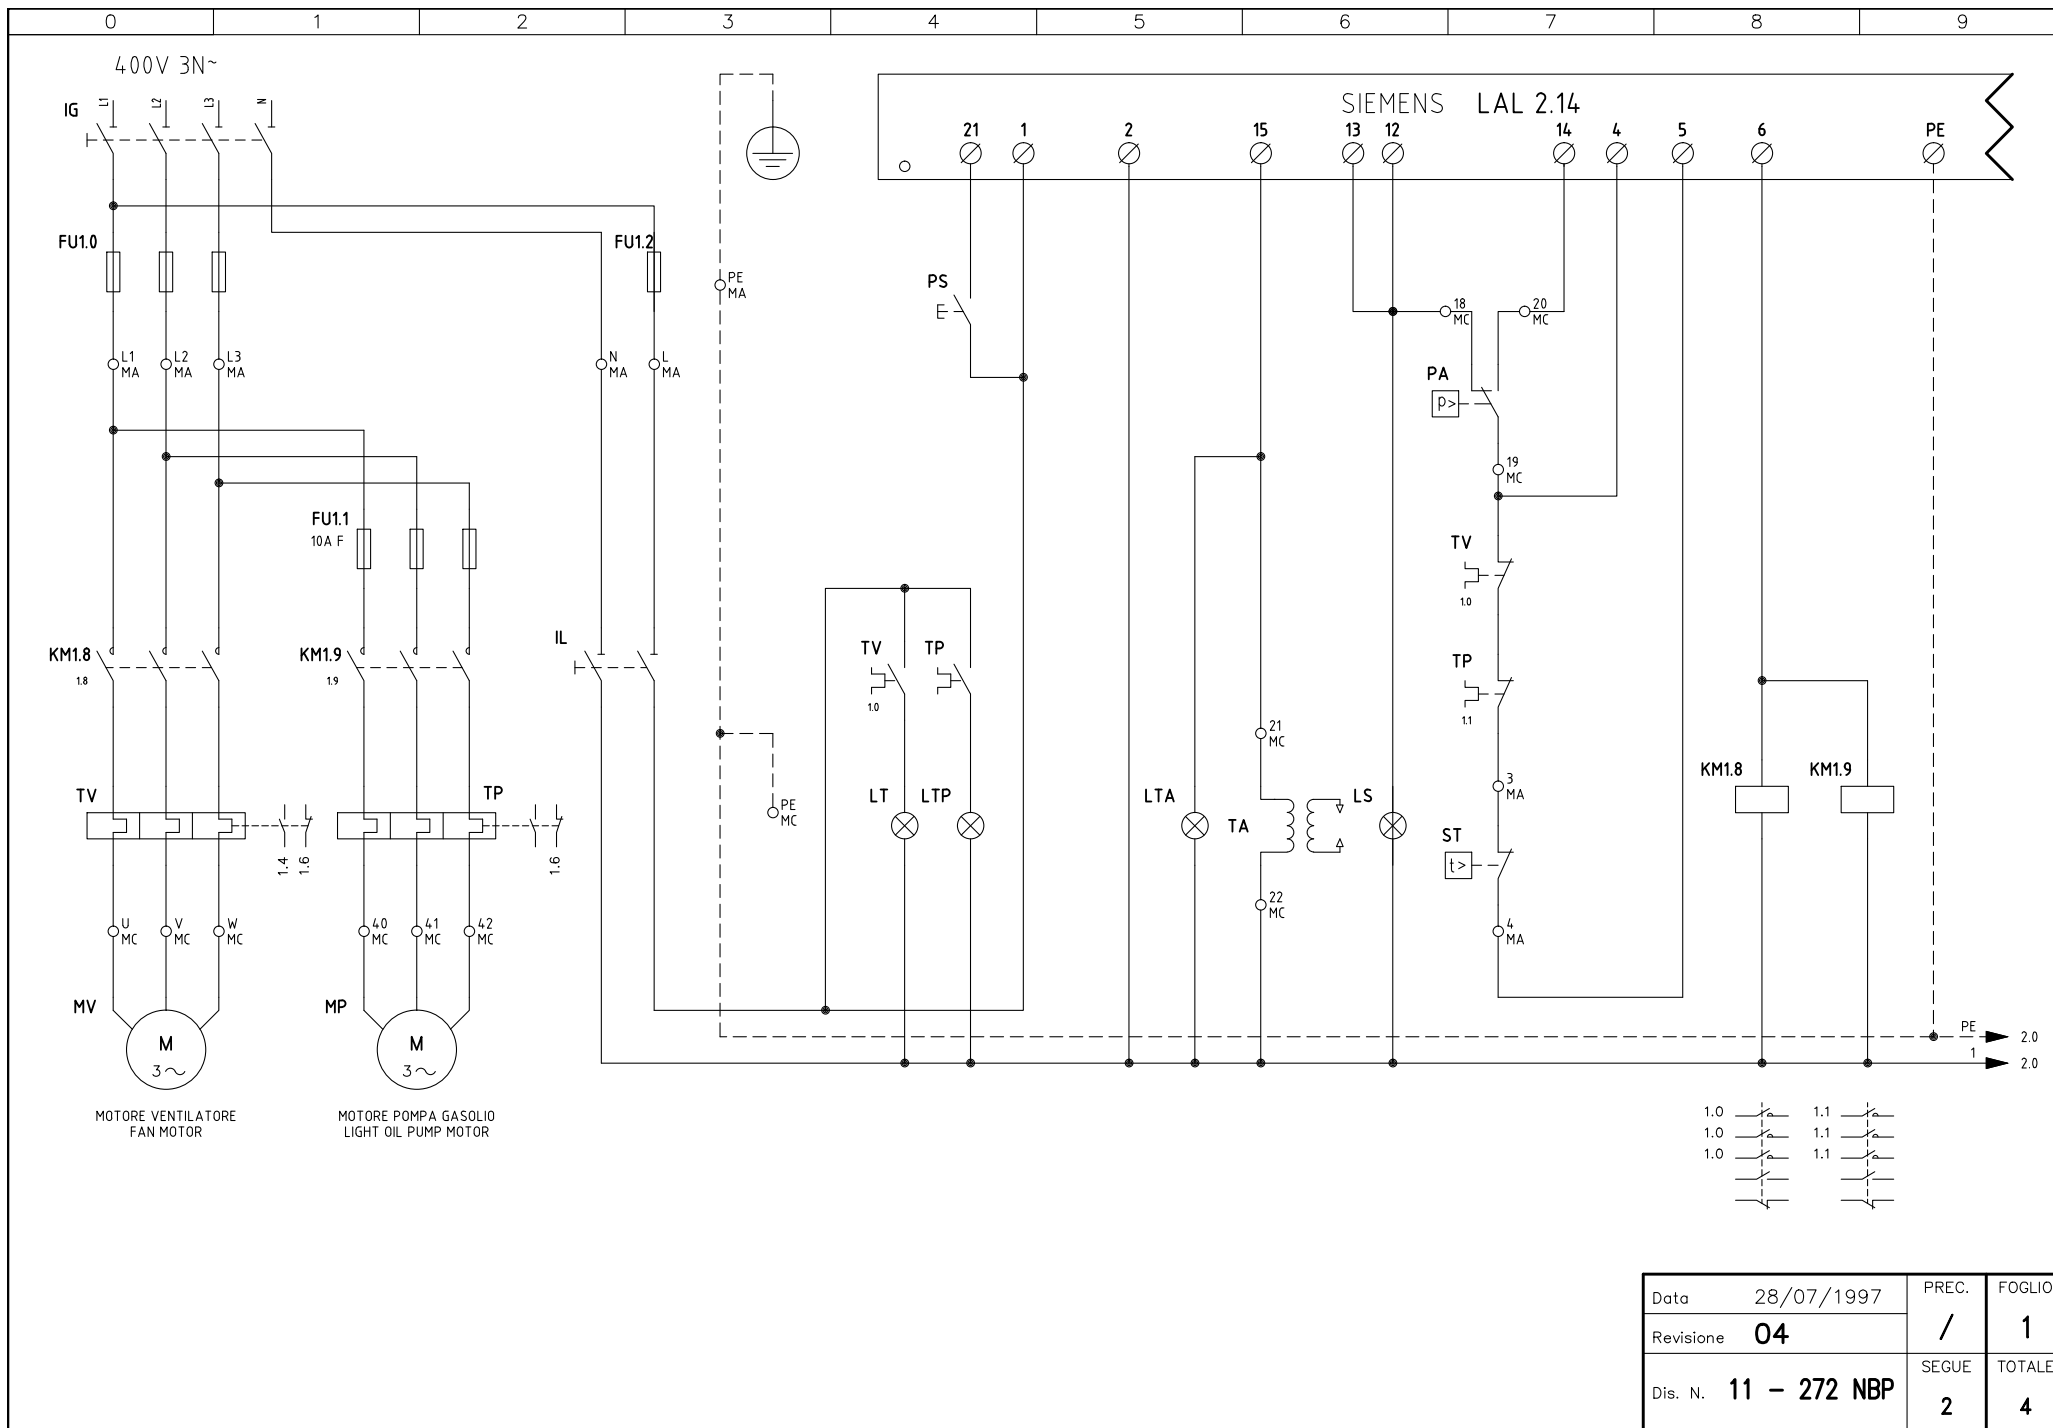 0 1 2 3 4 5 6 7 8 9
400V 3N~
IG L1 L2 L3 N
SIEMENS LAL 2.14
21 1 2 15 13 12 14 4 5 6 PE
FU1.0 FU1.2
PE
MA
PS
18
MC
20
MC
L1
MA
L2
MA
L3
MA
N
MA
L
MA
PA
p>
19
MC
FU1.1
10A F
TV
1.0
KM1.8
1.8
KM1.9
1.9
IL
TV
1.0
TP
TP
1.1
21
MC
TV
TP
PE
MC
LT LTP LTA TA LS
3
MA
KM1.8 KM1.9
1.4 1.6 1.6
ST
t>
22
MC
U
MC
V
MC
W
MC
40
MC
41
MC
42
MC
4
MA
MV MP
M
3~
M
3~
PE 2.0
1 2.0
MOTORE VENTILATORE
FAN MOTOR
MOTORE POMPA GASOLIO
LIGHT OIL PUMP MOTOR
1.0 1.1
1.0 1.1
1.0 1.1
Data 28/07/1997
PREC.
/
FOGLIO
1
Revisione 04
Dis. N. 11 - 272 NBP
SEGUE
2
TOTALE
4